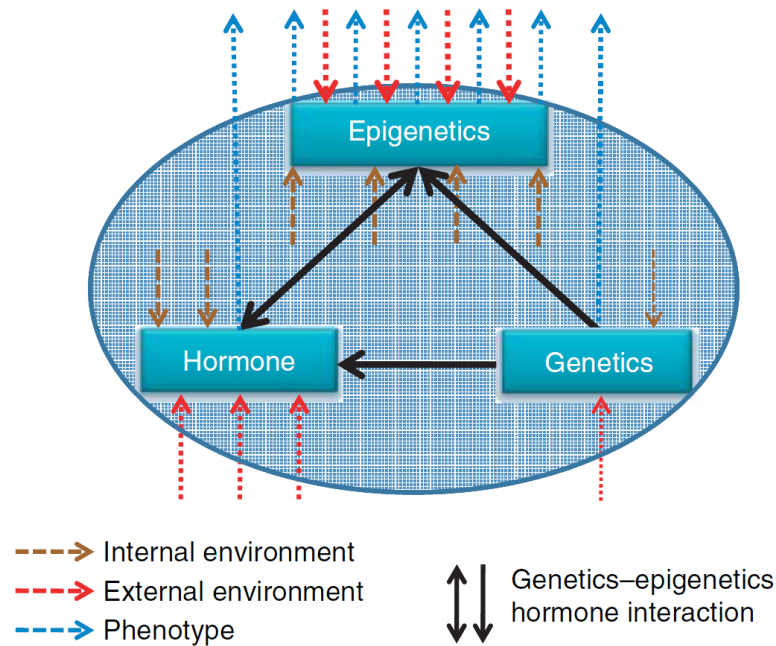 Epigenetics
Hormone
Genetics
Internal environment
External environment
Phenotype
Genetics–epigenetics
hormone interaction